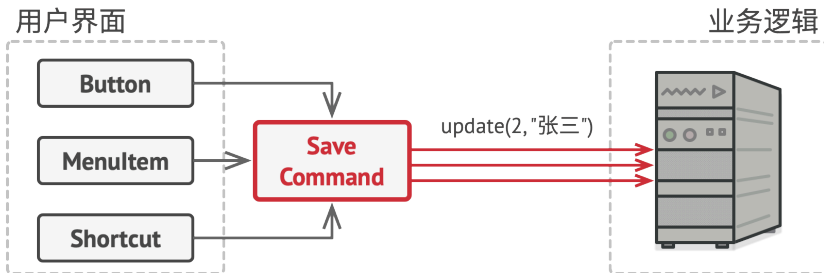 用户界面
业务逻辑
Button
MenuItem
Shortcut
Save
Command
update(2, "张三")